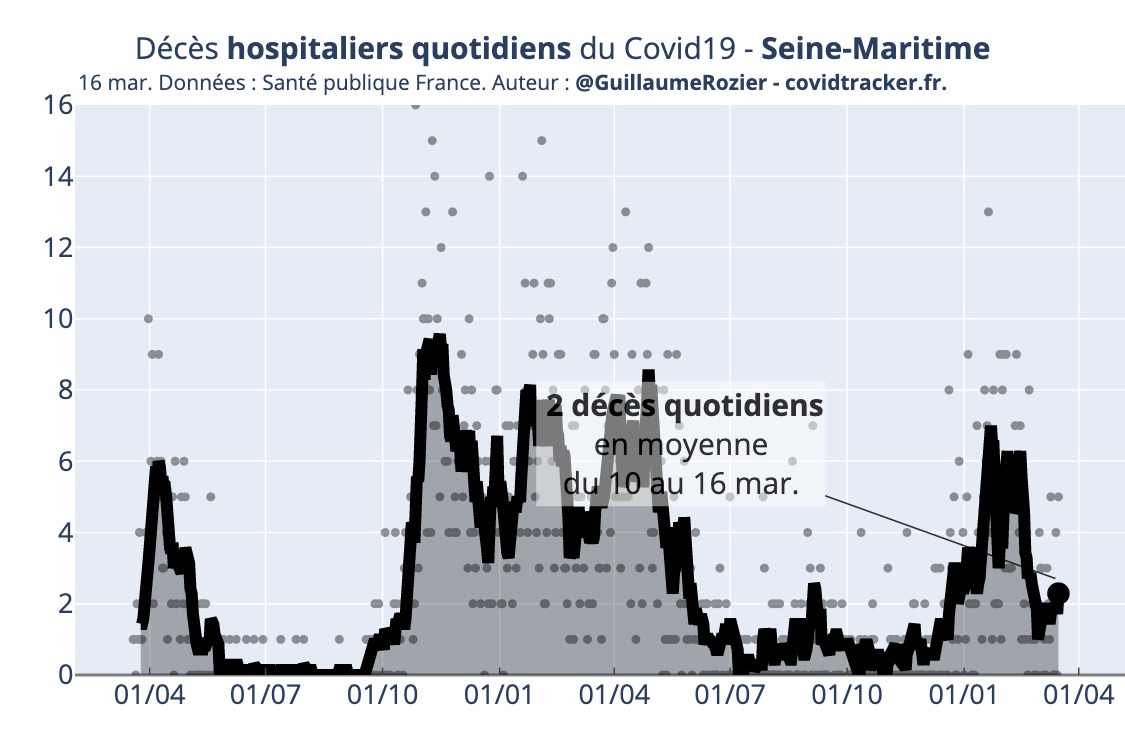 Décès hospitaliers quotidiens du Covid19 - Seine-Maritime
16 mar. Données : Santé publique France. Auteur : @GuillaumeRozier - covidtracker.fr.
16
14
12
10
8
6
4
2
0
2 décès quotidiens
en moyenne
du 10 au 16 mar.
01/04 01/07 01/10 01/01 01/04 01/07 01/10 01/01 01/04